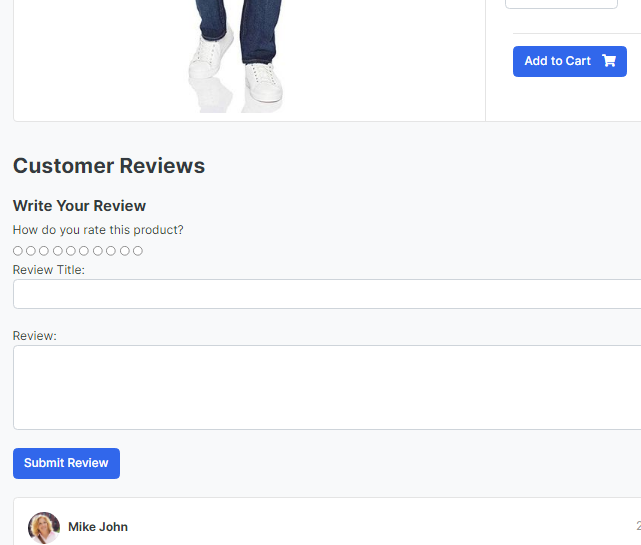 Add to Cart
Customer Reviews
Write Your Review
How do you rate this product?
Review Title:
Review:
Submit Review
Mike John
2